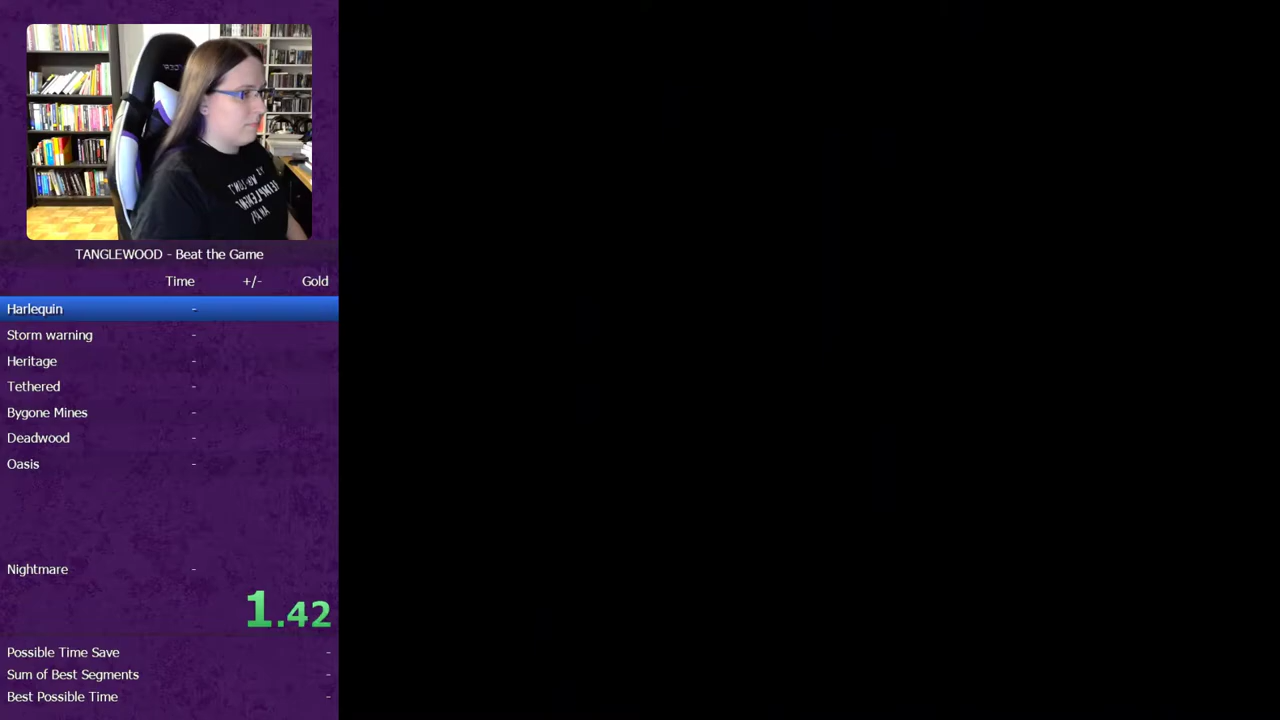 TANGLEWOOD - Beat the Game
Time +/- Gold
Harlequin -
Storm warning -
Heritage -
Tethered -
Bygone Mines -
Deadwood -
Oasis -
Nightmare -
1.42
Possible Time Save -
Sum of Best Segments -
Best Possible Time -